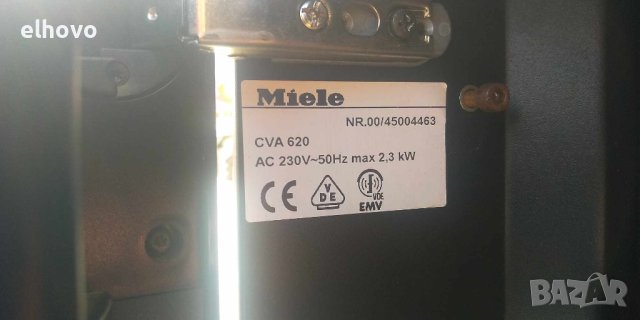 elhovo
Miele
NR.00/45004463
CVA 620
AC 230V~50Hz max 2,3 kW
CE
VDE
VDE
EMV
BAZAR